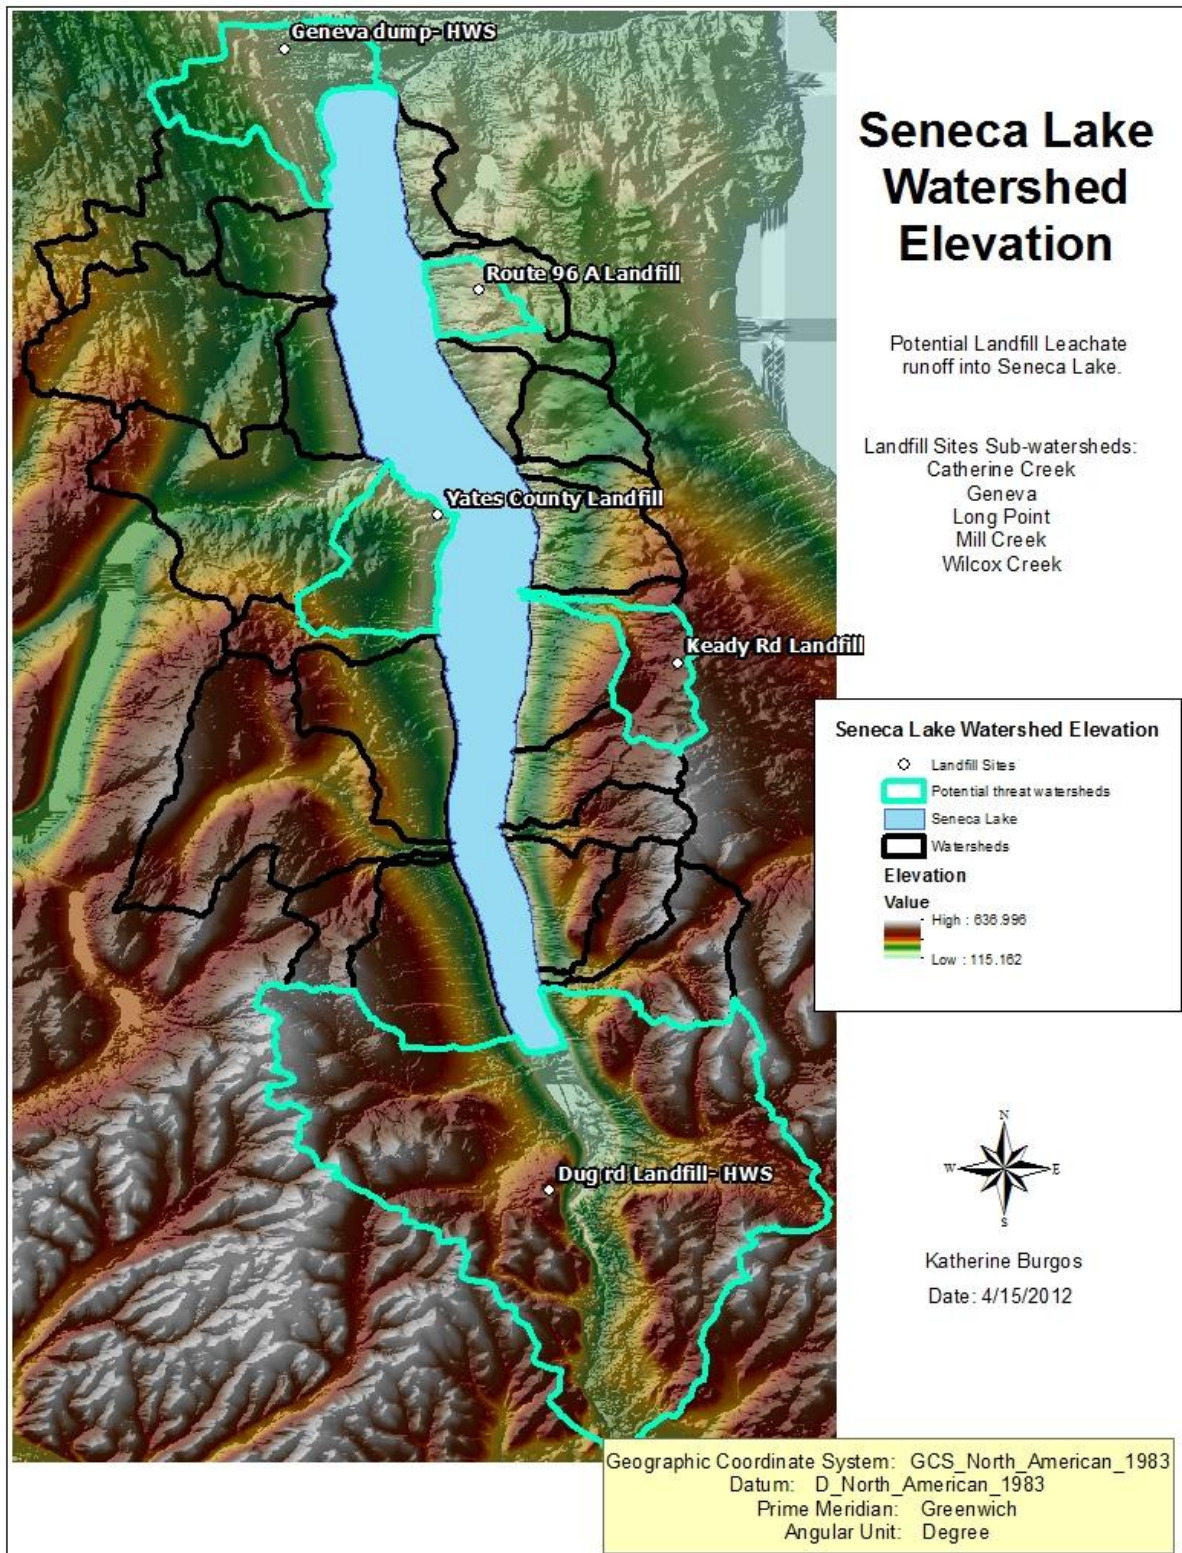 Geneva dump- HWS
Route 96 A Landfill
Yates County Landfill
Keady Rd Landfill
Dug rd Landfill- HWS
Seneca Lake
Watershed
Elevation
Potential Landfill Leachate
runoff into Seneca Lake.
Landfill Sites Sub-watersheds:
Catherine Creek
Geneva
Long Point
Mill Creek
Wilcox Creek
Seneca Lake Watershed Elevation
Landfill Sites
Potential threat watersheds
Seneca Lake
Watersheds
Elevation
Value
High : 636.996
Low : 115.162
N
W
E
S
Katherine Burgos
Date: 4/15/2012
Geographic Coordinate System: GCS_North_American_1983
Datum: D_North_American_1983
Prime Meridian: Greenwich
Angular Unit: Degree